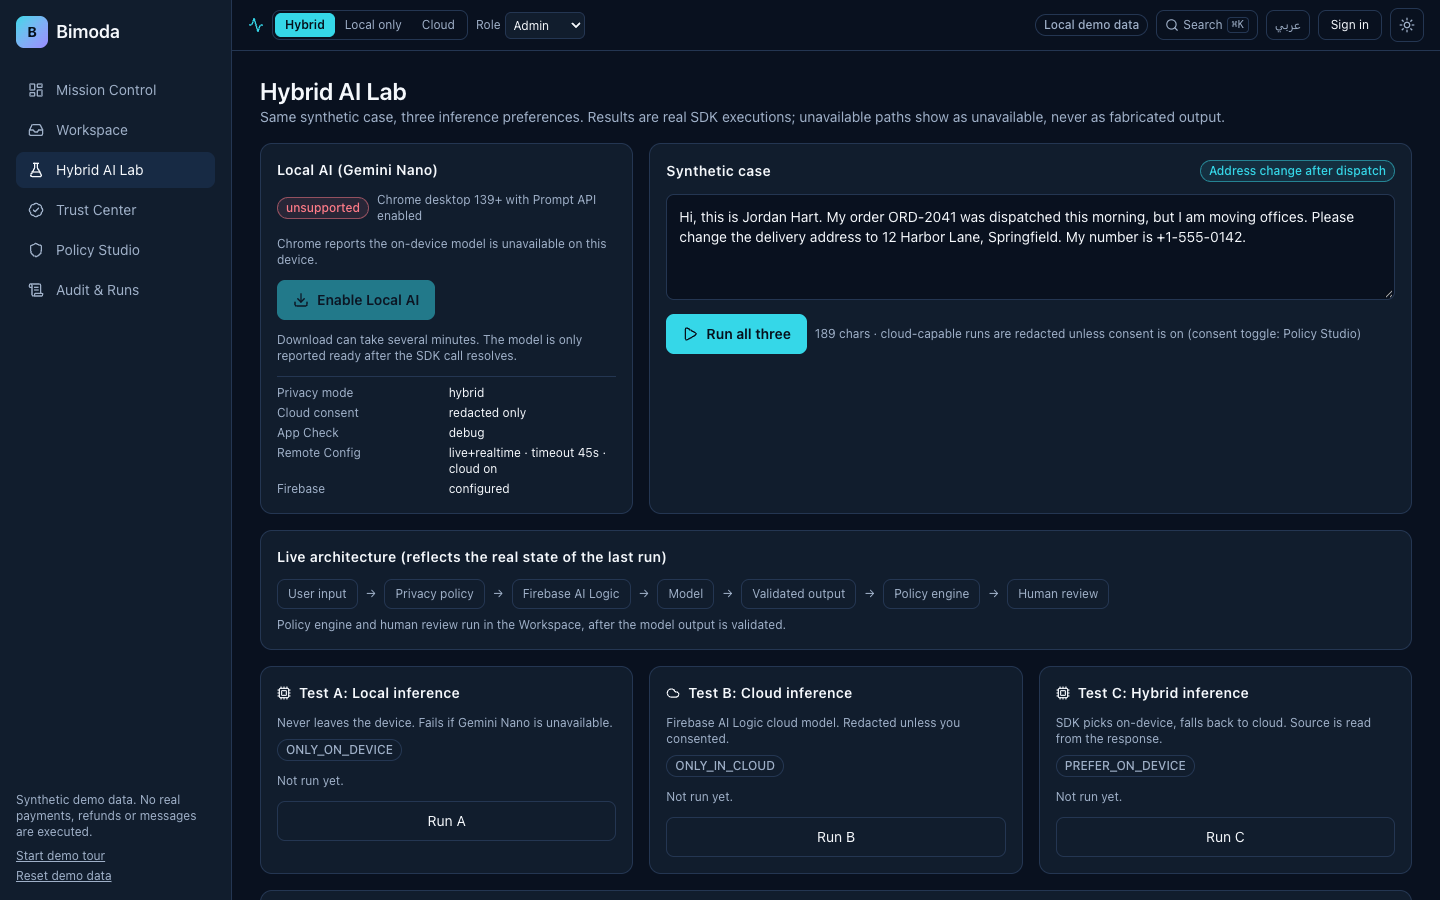 B
Bimoda
Mission Control
Workspace
Hybrid AI Lab
Trust Center
Policy Studio
Audit & Runs
Synthetic demo data. No real
payments, refunds or messages
are executed.
Start demo tour
Reset demo data
Hybrid
Local only
Cloud
Role
Admin
Local demo data
Search
⌘K
عربي
Sign in
Hybrid AI Lab
Same synthetic case, three inference preferences. Results are real SDK executions; unavailable paths show as unavailable, never as fabricated output.
Local AI (Gemini Nano)
unsupported
Chrome desktop 139+ with Prompt API
enabled
Chrome reports the on-device model is unavailable on this
device.
Enable Local AI
Download can take several minutes. The model is only
reported ready after the SDK call resolves.
Privacy mode hybrid
Cloud consent redacted only
App Check debug
Remote Config live+realtime · timeout 45s ·
cloud on
Firebase configured
Synthetic case
Address change after dispatch
Hi, this is Jordan Hart. My order ORD-2041 was dispatched this morning, but I am moving offices. Please
change the delivery address to 12 Harbor Lane, Springfield. My number is +1-555-0142.
Run all three
189 chars · cloud-capable runs are redacted unless consent is on (consent toggle: Policy Studio)
Live architecture (reflects the real state of the last run)
User input → Privacy policy → Firebase AI Logic → Model → Validated output → Policy engine → Human review
Policy engine and human review run in the Workspace, after the model output is validated.
Test A: Local inference
Never leaves the device. Fails if Gemini Nano is unavailable.
ONLY_ON_DEVICE
Not run yet.
Run A
Test B: Cloud inference
Firebase AI Logic cloud model. Redacted unless you
consented.
ONLY_IN_CLOUD
Not run yet.
Run B
Test C: Hybrid inference
SDK picks on-device, falls back to cloud. Source is read
from the response.
PREFER_ON_DEVICE
Not run yet.
Run C